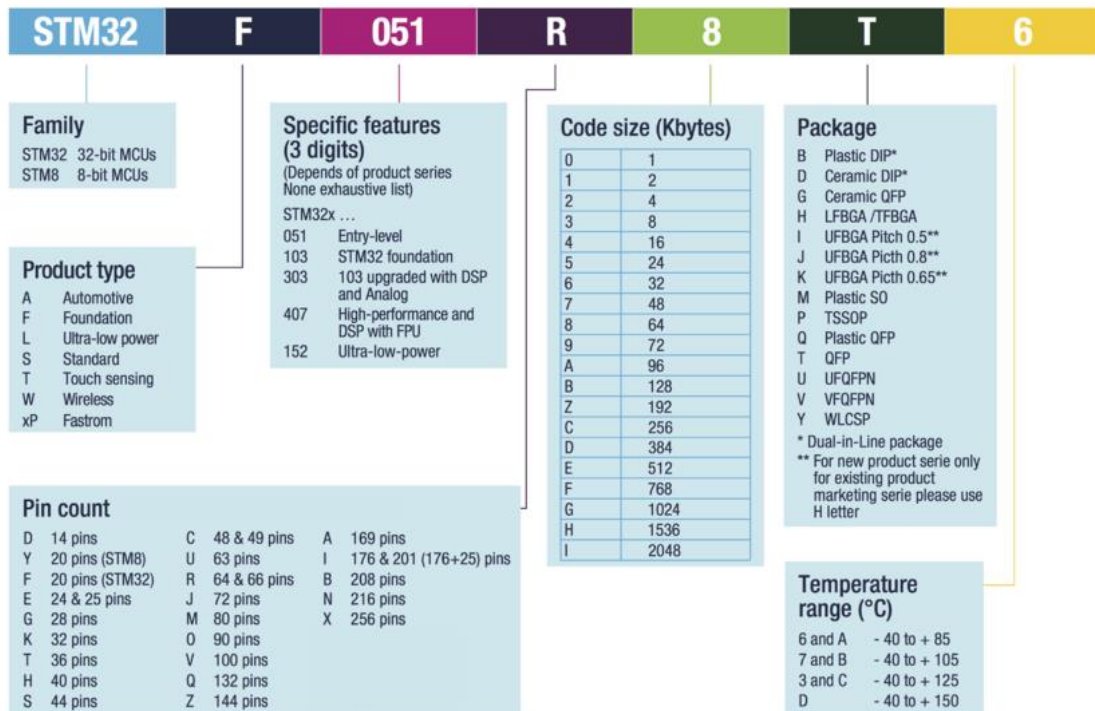 STM32 F 051 R 8 T 6
Family
STM32 32-bit MCUs
STM8 8-bit MCUs
Product type
A Automotive
F Foundation
L Ultra-low power
S Standard
T Touch sensing
W Wireless
xP Fastrom
Specific features
(3 digits)
(Depends of product series
None exhaustive list)
STM32x ...
051 Entry-level
103 STM32 foundation
303 103 upgraded with DSP
and Analog
407 High-performance and
DSP with FPU
152 Ultra-low-power
Pin count
D 14 pins
Y 20 pins (STM8)
F 20 pins (STM32)
E 24 & 25 pins
G 28 pins
K 32 pins
T 36 pins
H 40 pins
S 44 pins
C 48 & 49 pins
U 63 pins
R 64 & 66 pins
J 72 pins
M 80 pins
O 90 pins
V 100 pins
Q 132 pins
Z 144 pins
A 169 pins
I 176 & 201 (176+25) pins
B 208 pins
N 216 pins
X 256 pins
Code size (Kbytes)
0 1
1 2
2 4
3 8
4 16
5 24
6 32
7 48
8 64
9 72
A 96
B 128
Z 192
C 256
D 384
E 512
F 768
G 1024
H 1536
I 2048
Package
B Plastic DIP*
D Ceramic DIP*
G Ceramic QFP
H LFBGA /TFBGA
I UFBGA Pitch 0.5**
J UFBGA Picth 0.8**
K UFBGA Picth 0.65**
M Plastic SO
P TSSOP
Q Plastic QFP
T QFP
U UFQFPN
V VFQFPN
Y WLCSP
* Dual-in-Line package
** For new product serie only
for existing product
marketing serie please use
H letter
Temperature
range (°C)
6 and A - 40 to + 85
7 and B - 40 to + 105
3 and C - 40 to + 125
D - 40 to + 150